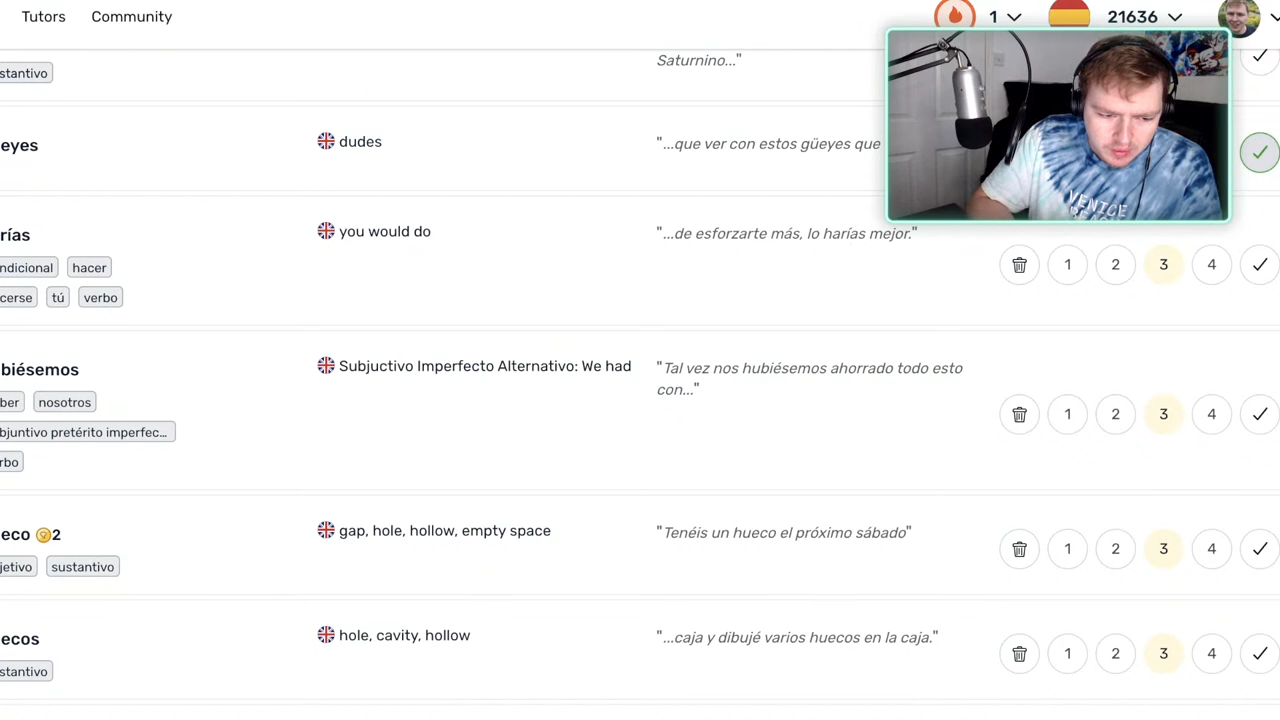 Tutors Community 1 21636
stantivo
Saturnino..."
eyes dudes "...que ver con estos güeyes que
rías you would do "...de esforzarte más, lo harías mejor."
ndicional hacer
cerse tú verbo
1 2 3 4
biésemos Subjuctivo Imperfecto Alternativo: We had "Tal vez nos hubiésemos ahorrado todo esto
con..."
ber nosotros
bjuntivo pretérito imperfec...
rbo
1 2 3 4
eco 2 gap, hole, hollow, empty space "Tenéis un hueco el próximo sábado"
jetivo sustantivo
1 2 3 4
ecos hole, cavity, hollow "...caja y dibujé varios huecos en la caja."
stantivo
1 2 3 4
VENICE